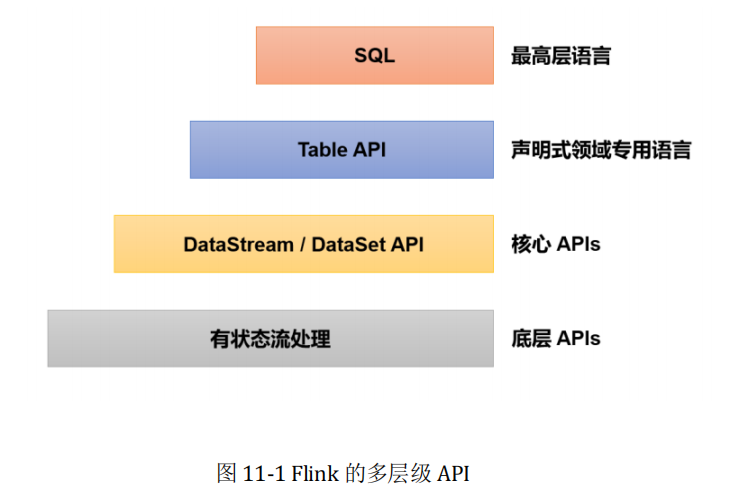 SQL 最高层语言
Table API 声明式领域专用语言
DataStream / DataSet API 核心 APIs
有状态流处理 底层 APIs
图 11-1 Flink 的多层级 API